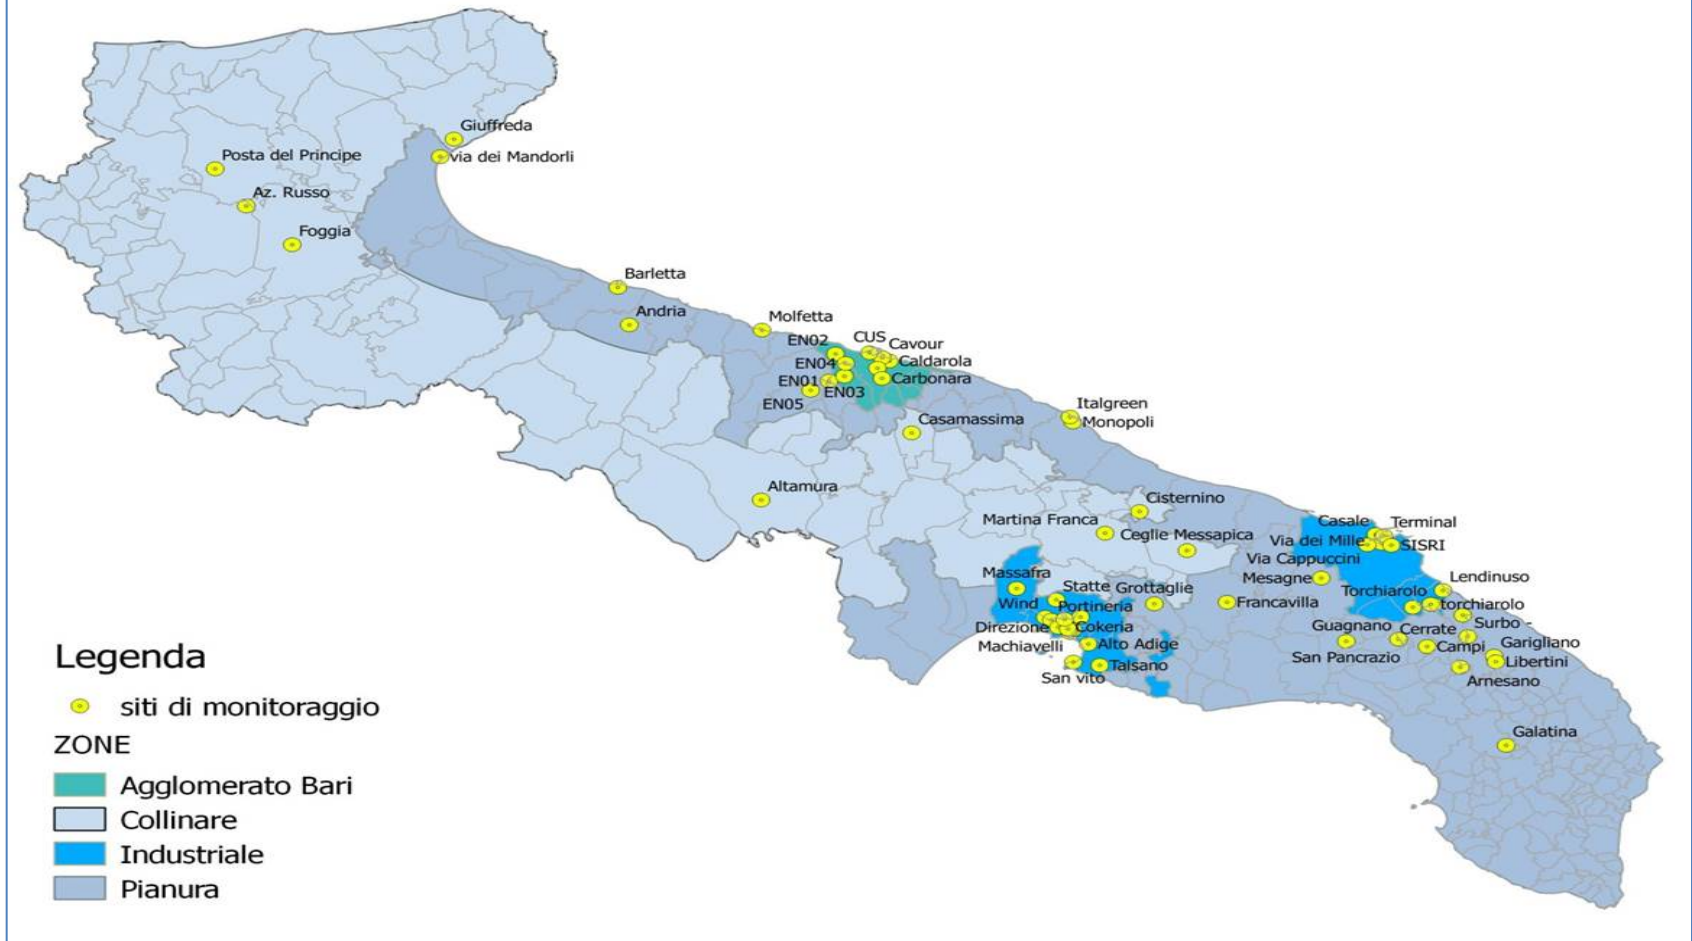 Giuffreda
Posta del Principe
via dei Mandorli
Az. Russo
Foggia
Barletta
Andria
Molfetta
EN02
CUS
Cavour
EN04
Caldarola
EN01
EN03
Carbonara
EN05
Casamassima
Italgreen
Monopoli
Altamura
Cisternino
Martina Franca
Ceglie Messapica
Casale
Terminal
Via dei Mille
SISRI
Via Cappuccini
Massafra
Statte
Grottaglie
Mesagne
Lendinuso
Torchiarolo
Wind
Portineria
Francavilla
torchiarolo
Direzione
Cokeria
Guagnano
Cerrate
Surbo -
Machiavelli
Alto Adige
San Pancrazio
Campi
Garigliano
Libertini
San vito
Talsano
Arnesano
Galatina
Legenda
siti di monitoraggio
ZONE
Agglomerato Bari
Collinare
Industriale
Pianura